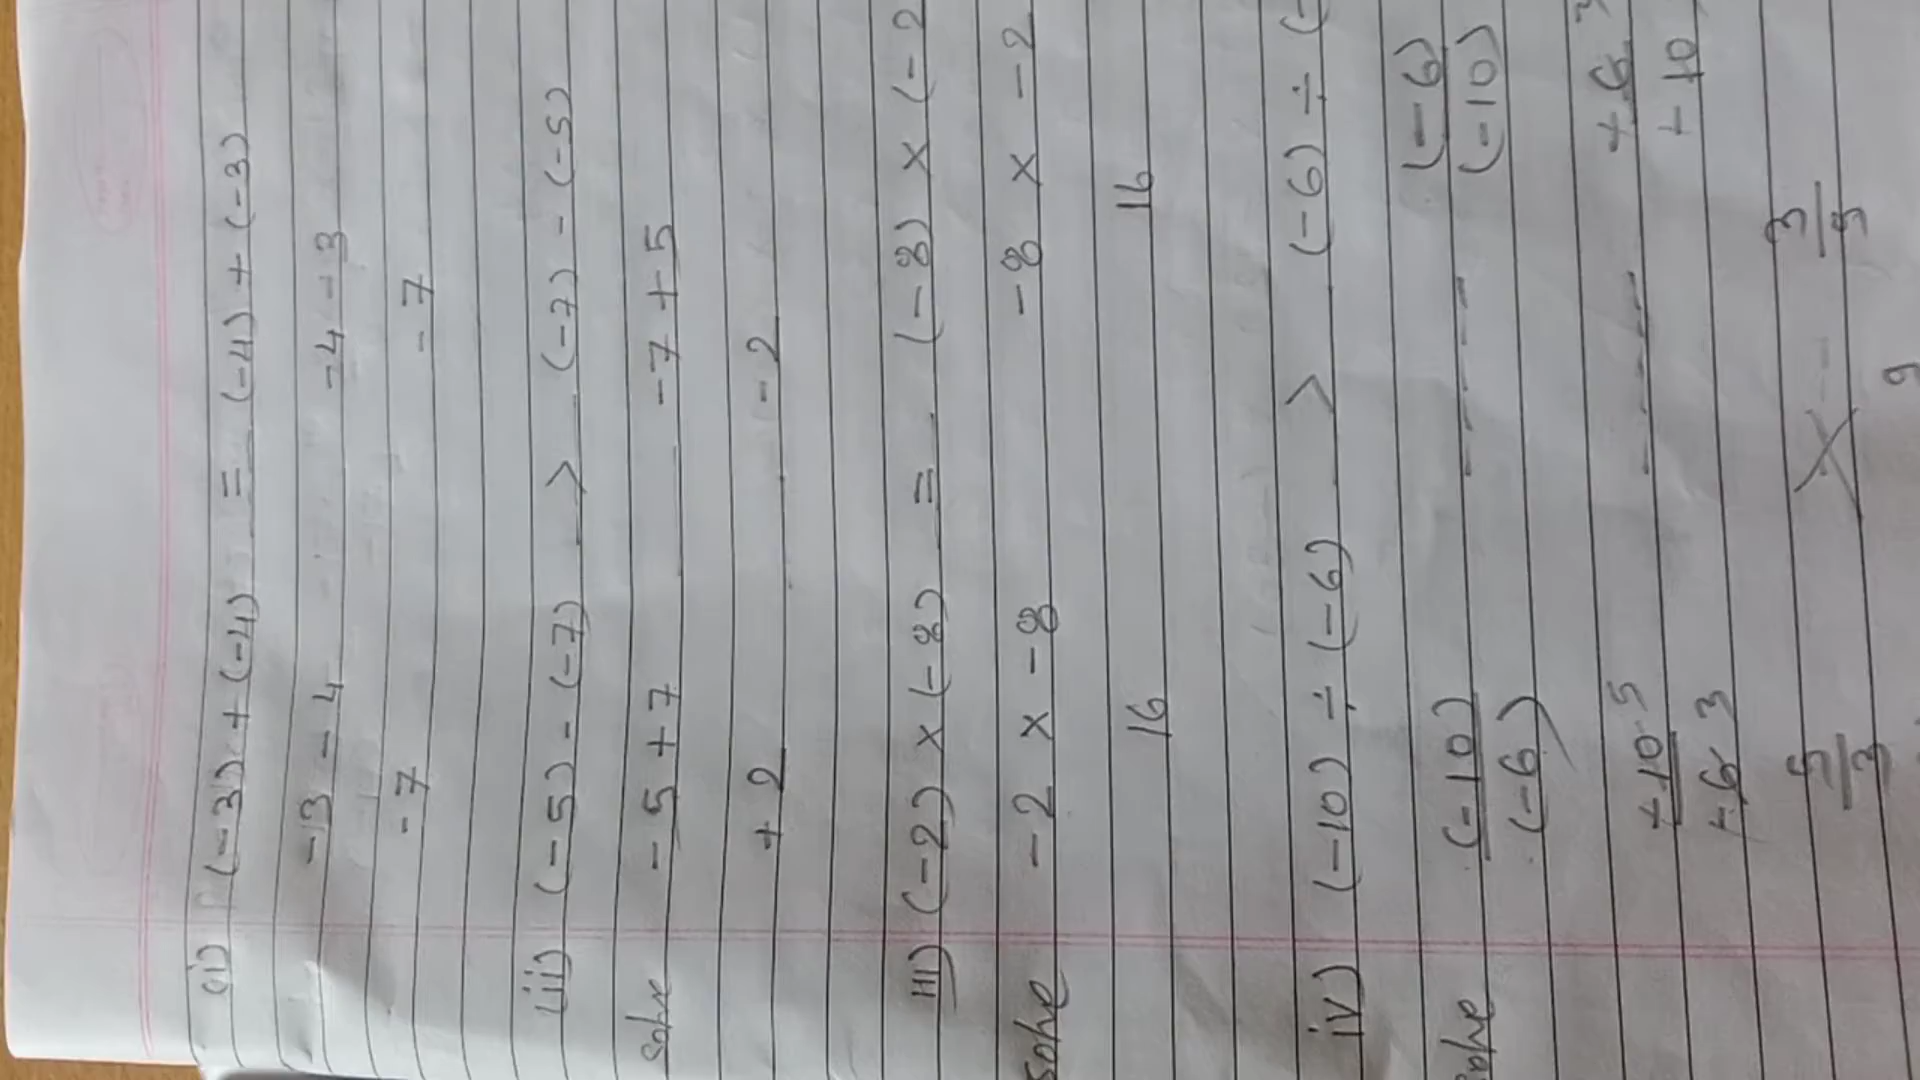 (i) (-3) + (-4) = (-4) + (-3)
-3 - 4 -4 - 3
-7 -7
(ii) (-5) - (-7) > (-7) - (-5)
Solve -5 + 7 -7 + 5
+2 -2
iii) (-2) × (-8) = (-8) × (-2
Solve -2 × -8 -8 × -2
16 16
iv) (-10) ÷ (-6) > (-6) ÷ (-
Solve (-10) ---- (-6)
(-6) (-10)
+10 5 ----- +6 3
+6 3 +10
5 3
3 5
9